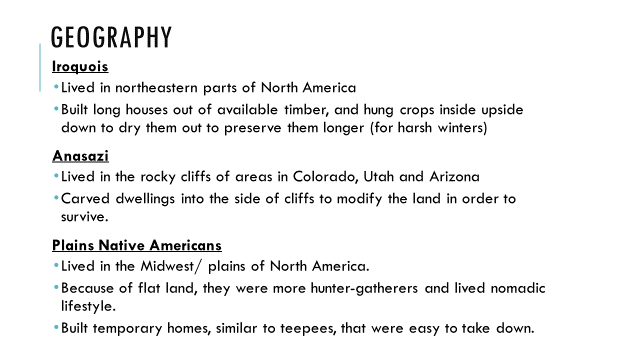 GEOGRAPHY
Iroquois
•Lived in northeastern parts of North America
•Built long houses out of available timber, and hung crops inside upside
down to dry them out to preserve them longer (for harsh winters)
Anasazi
•Lived in the rocky cliffs of areas in Colorado, Utah and Arizona
•Carved dwellings into the side of cliffs to modify the land in order to
survive.
Plains Native Americans
•Lived in the Midwest/ plains of North America.
•Because of flat land, they were more hunter-gatherers and lived nomadic
lifestyle.
•Built temporary homes, similar to teepees, that were easy to take down.